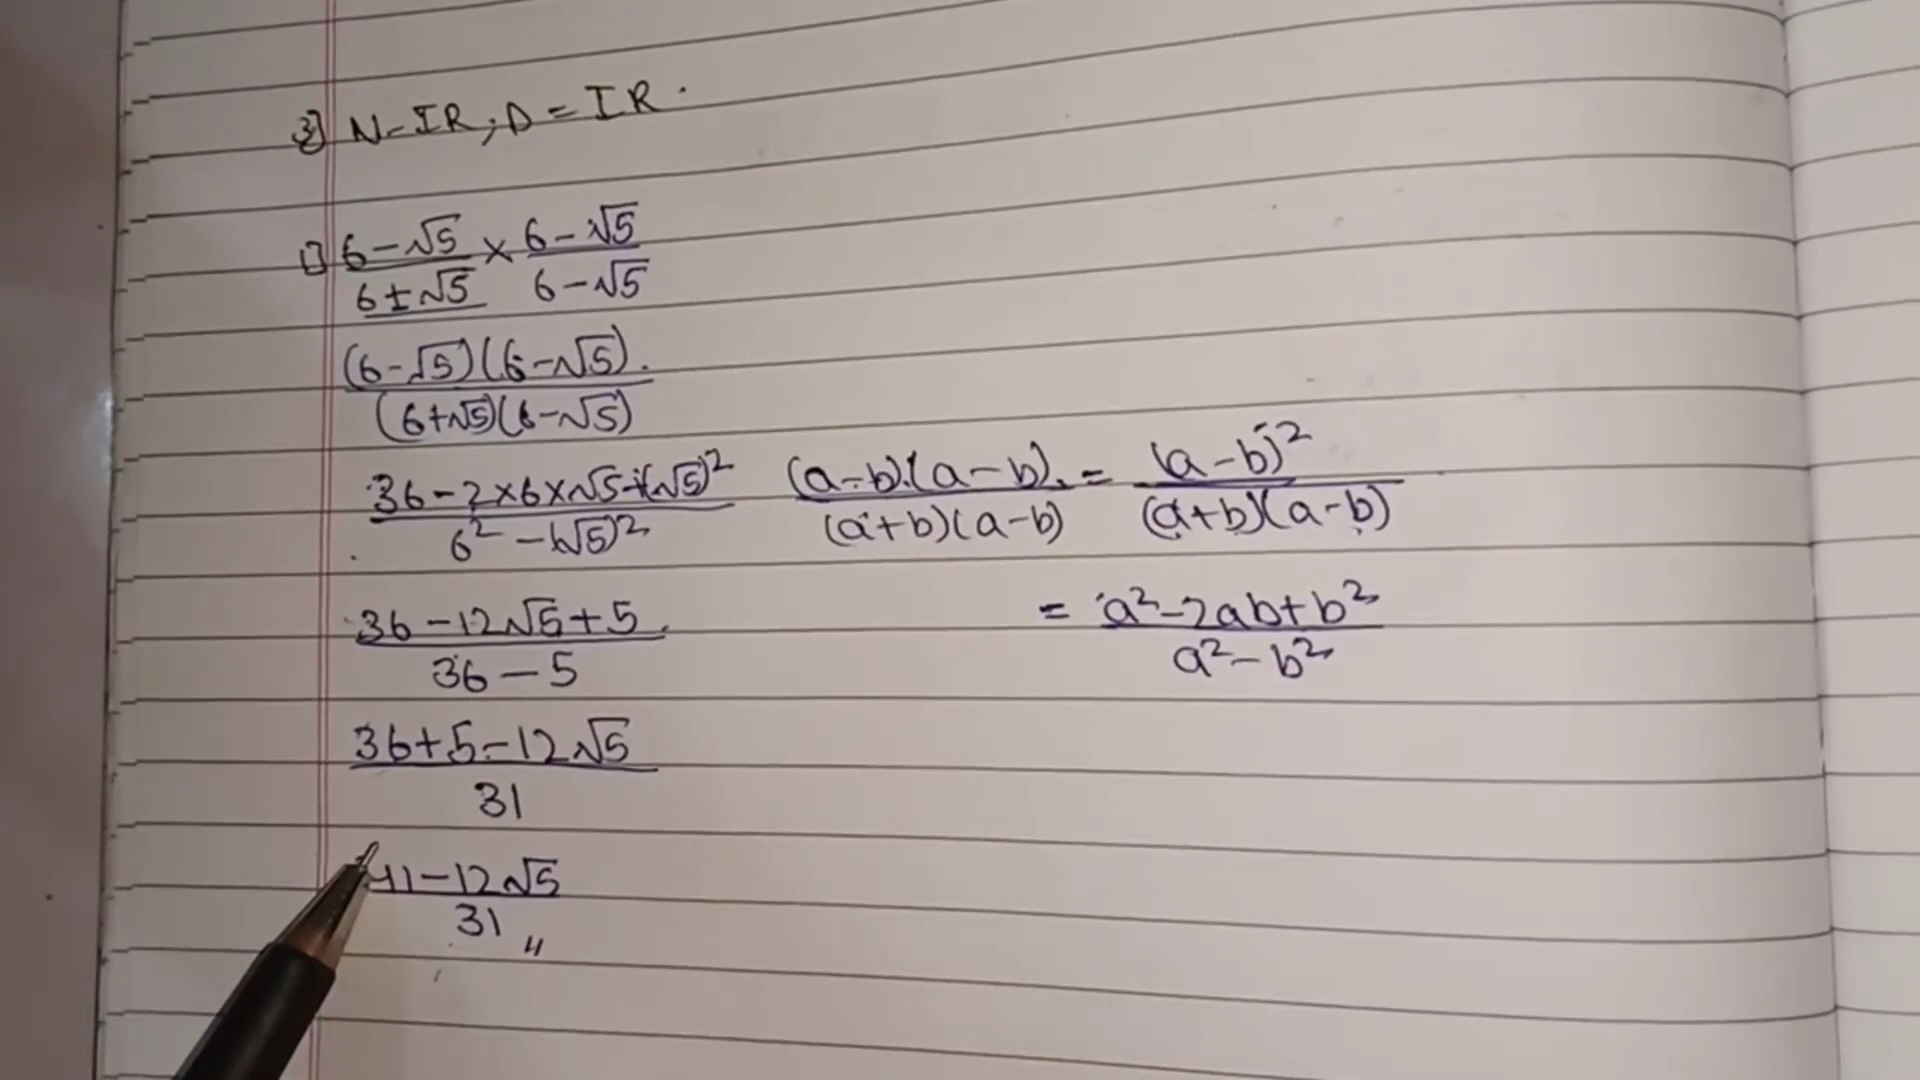 3] N-IR; D = IR.
1] 6-√5/6+√5 × 6-√5/6-√5
(6-√5)(6-√5)./(6+√5)(6-√5)
36-2×6×√5+(√5)²/6²-(√5)² (a-b).(a-b)./(a+b)(a-b) = (a-b)²/(a+b)(a-b)
36-12√5+5/36-5 = a²-2ab+b²/a²-b²
36+5-12√5/31
41-12√5/31 "